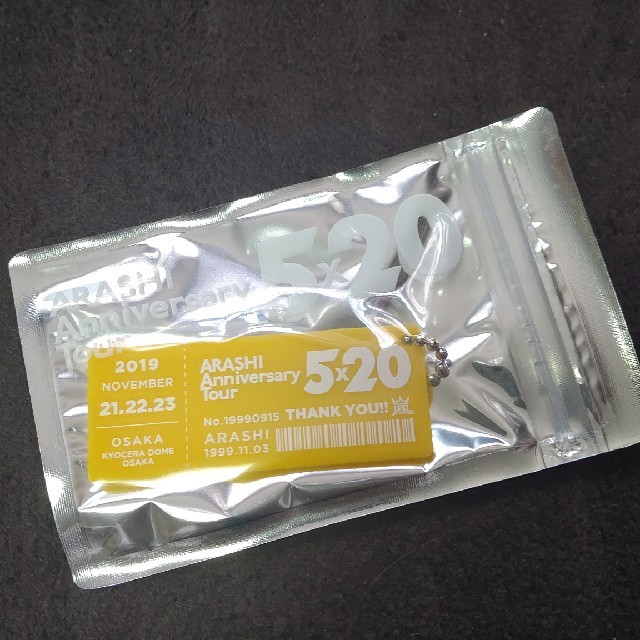 ARASHI
Anniversary
Tour
5×20
2019
NOVEMBER
21.22.23
OSAKA
KYOCERA DOME
OSAKA
ARASHI
Anniversary
Tour
5×20
No.19990915 THANK YOU!!
ARASHI
1999.11.03